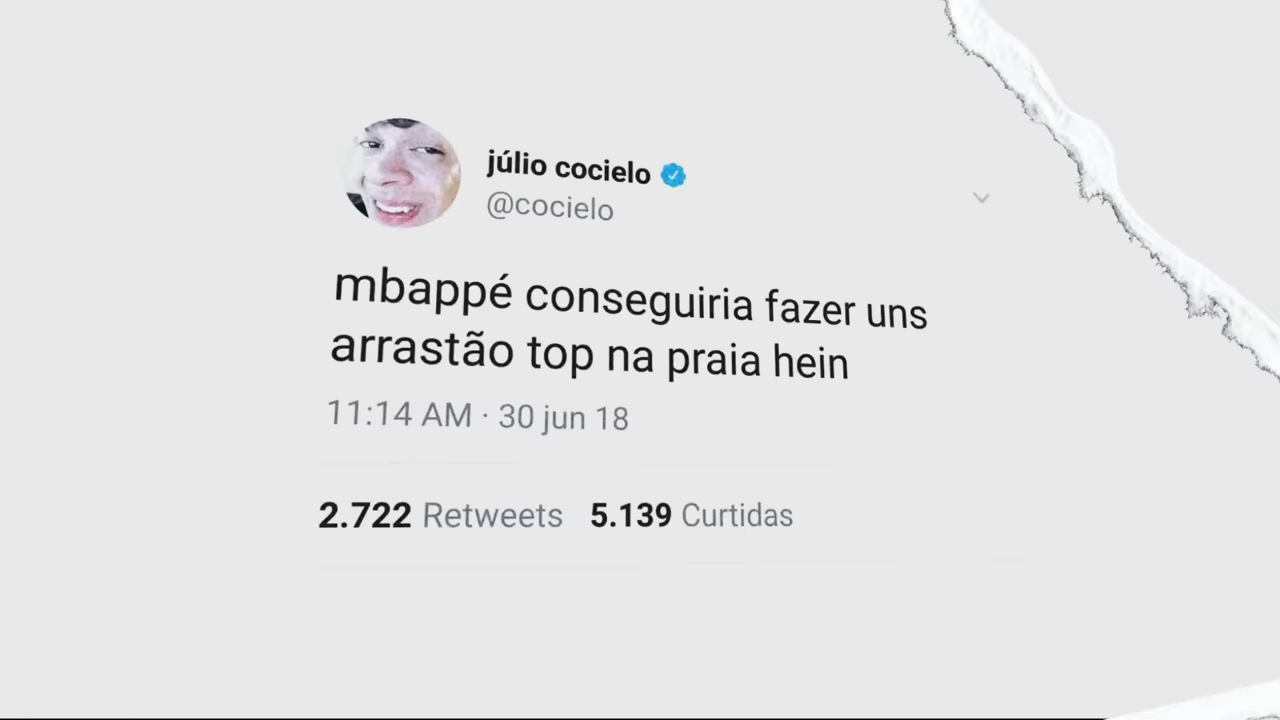 júlio cocielo
@cocielo
mbappé conseguiria fazer uns
arrastão top na praia hein
11:14 AM · 30 jun 18
2.722 Retweets 5.139 Curtidas